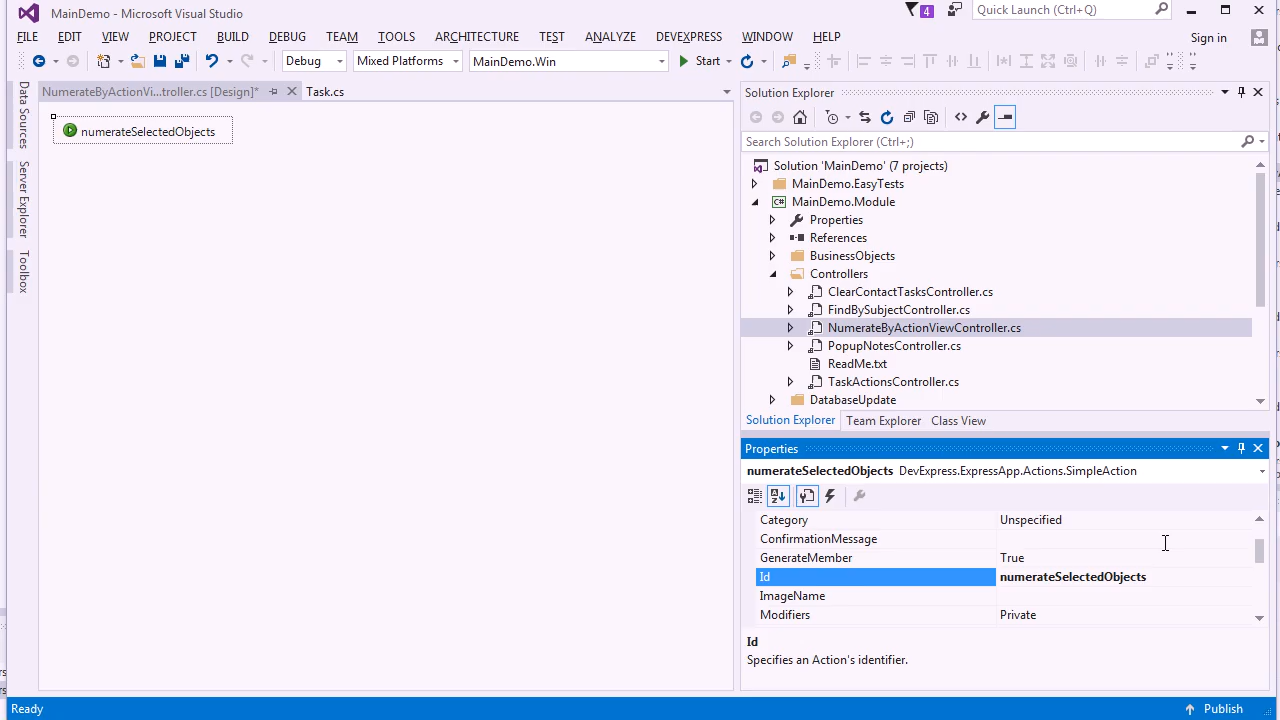 MainDemo - Microsoft Visual Studio
4
Quick Launch (Ctrl+Q)
FILE EDIT VIEW PROJECT BUILD DEBUG TEAM TOOLS ARCHITECTURE TEST ANALYZE DEVEXPRESS WINDOW HELP
Sign in
Debug Mixed Platforms MainDemo.Win Start
Data Sources
Server Explorer
Toolbox
NumerateByActionVi...troller.cs [Design]* Task.cs
numerateSelectedObjects
Solution Explorer
Search Solution Explorer (Ctrl+;)
Solution 'MainDemo' (7 projects)
MainDemo.EasyTests
C# MainDemo.Module
Properties
References
BusinessObjects
Controllers
ClearContactTasksController.cs
FindBySubjectController.cs
NumerateByActionViewController.cs
PopupNotesController.cs
ReadMe.txt
TaskActionsController.cs
DatabaseUpdate
Solution Explorer Team Explorer Class View
Properties
numerateSelectedObjects DevExpress.ExpressApp.Actions.SimpleAction
Category Unspecified
ConfirmationMessage
GenerateMember True
Id numerateSelectedObjects
ImageName
Modifiers Private
Id
Specifies an Action's identifier.
Ready
Publish